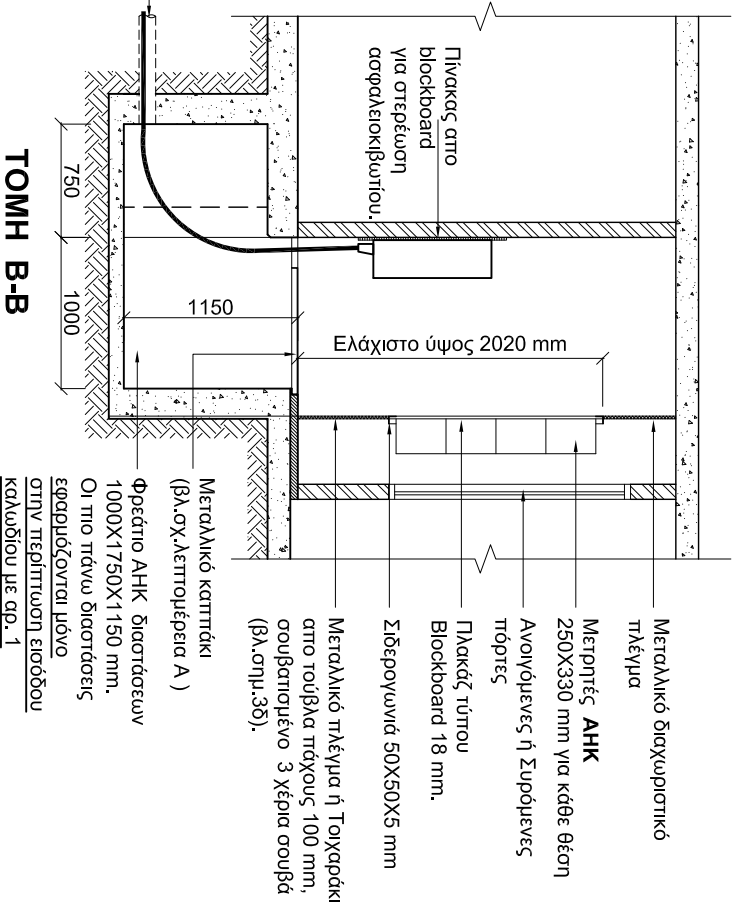 Πίνακας απο
blockboard
για στερέωση
ασφαλειοκιβωτίου.
Μεταλλικό διαχωριστικό
πλέγμα
Μετρητές ΑΗΚ
250Χ330 mm για κάθε θέση
Ανοιγόμενες ή Συρόμενες
πόρτες
Πλακάζ τύπου
Blockboard 18 mm.
Σιδερογωνιά 50Χ50Χ5 mm
Μεταλλικό πλέγμα ή Τοιχαράκι
απο τούβλα πάχους 100 mm,
σουβατισμένο 3 χέρια σουβά
(βλ.σημ.3δ).
Ελάχιστο ύψος 2020 mm
1150
750
1000
Μεταλλικό καππάκι
(βλ.σχ.λεπτομέρεια Α )
Φρεάτιο ΑΗΚ διαστάσεων
1000Χ1750Χ1150 mm.
Οι πιο πάνω διαστάσεις
εφαρμόζονται μόνο
στην περίπτωση εισόδου
καλωδίου με αρ. 1
ΤΟΜΗ Β-Β